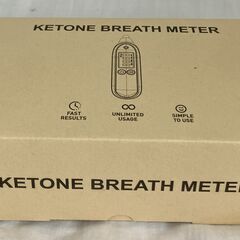 KETONE BREATH METER
FAST
RESULTS
UNLIMITED
USAGE
SIMPLE
TO USE
KETONE BREATH METER